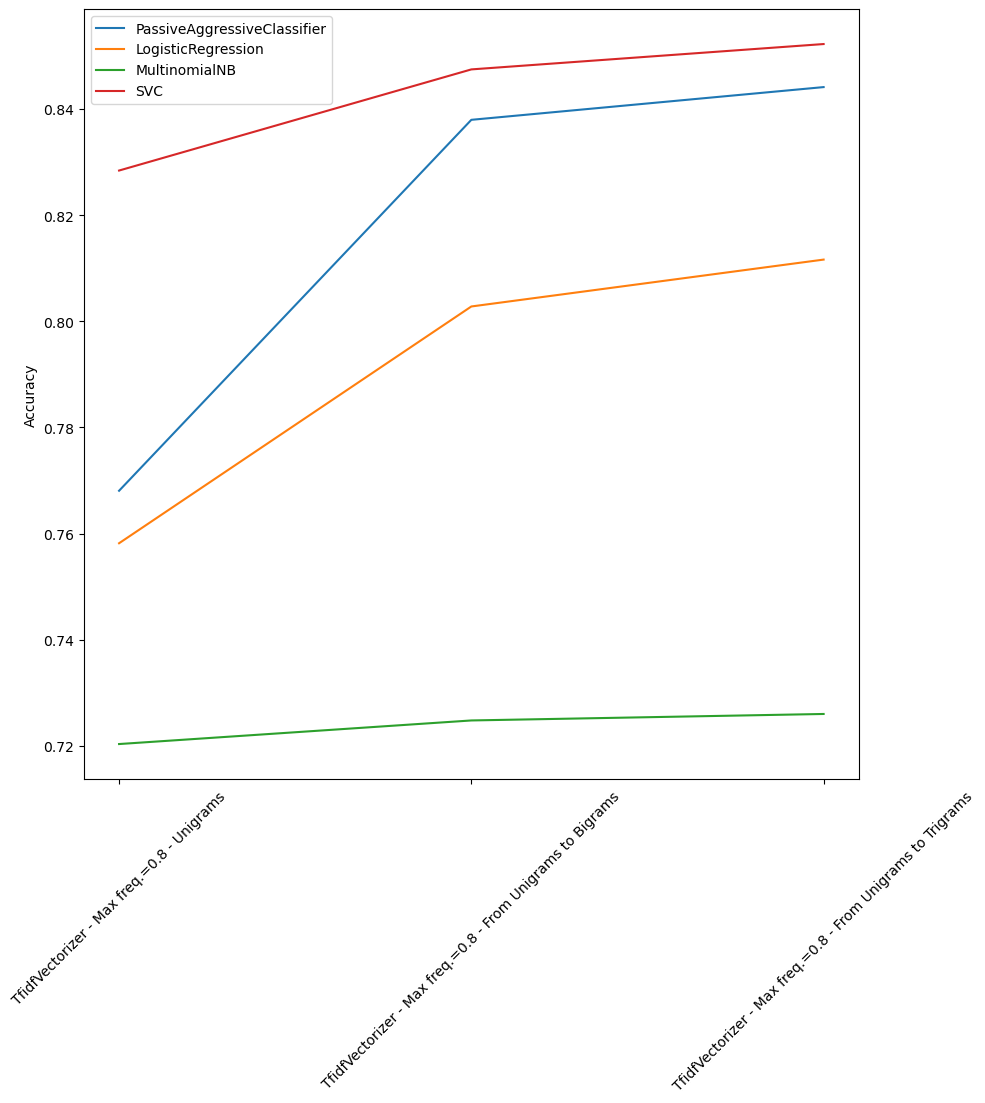 PassiveAggressiveClassifier
LogisticRegression
MultinomialNB
SVC
0.84
0.82
0.80
0.78
0.76
0.74
0.72
Accuracy
TfidfVectorizer - Max freq.=0.8 - Unigrams
TfidfVectorizer - Max freq.=0.8 - From Unigrams to Bigrams
TfidfVectorizer - Max freq.=0.8 - From Unigrams to Trigrams